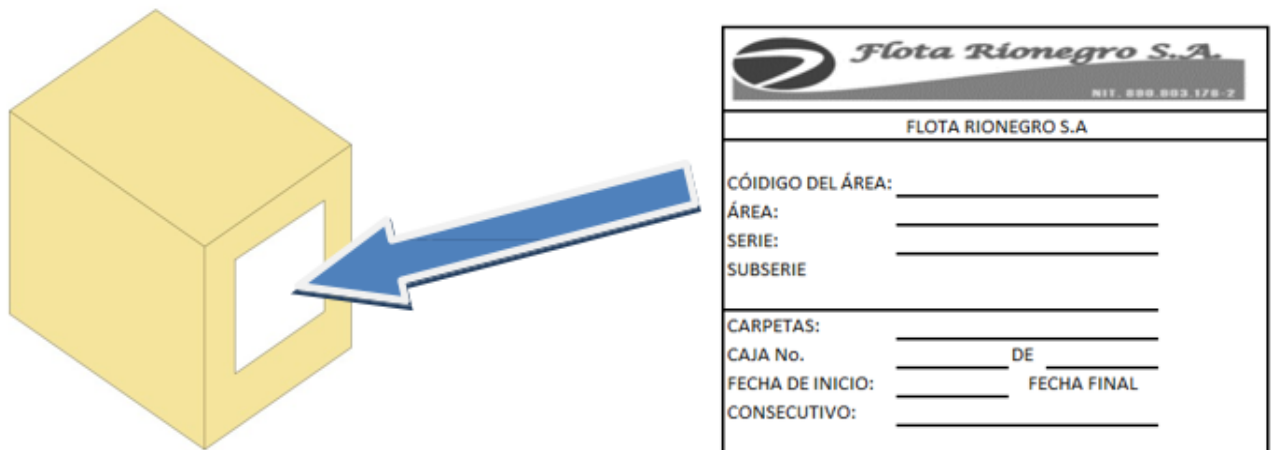 Flota Rionegro S.A.
NIT. 890.903.178-2
FLOTA RIONEGRO S.A
CÓIDIGO DEL ÁREA:
ÁREA:
SERIE:
SUBSERIE
CARPETAS:
CAJA No. DE
FECHA DE INICIO: FECHA FINAL
CONSECUTIVO: